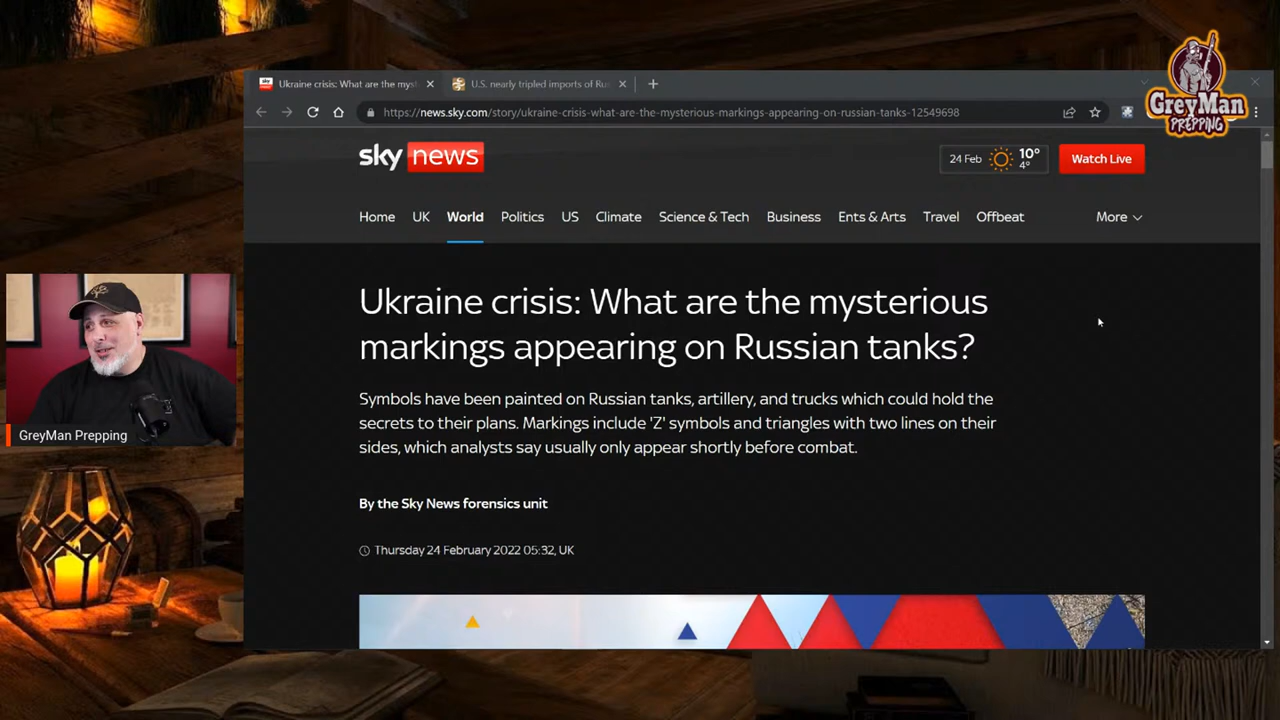 GreyMan
PREPPING
Ukraine crisis: What are the myst
U.S. nearly tripled imports of Rus
https://news.sky.com/story/ukraine-crisis-what-are-the-mysterious-markings-appearing-on-russian-tanks-12549698
sky news
24 Feb 10°
4°
Watch Live
Home UK World Politics US Climate Science & Tech Business Ents & Arts Travel Offbeat More
Ukraine crisis: What are the mysterious
markings appearing on Russian tanks?
Symbols have been painted on Russian tanks, artillery, and trucks which could hold the
secrets to their plans. Markings include 'Z' symbols and triangles with two lines on their
sides, which analysts say usually only appear shortly before combat.
GreyMan Prepping
By the Sky News forensics unit
Thursday 24 February 2022 05:32, UK